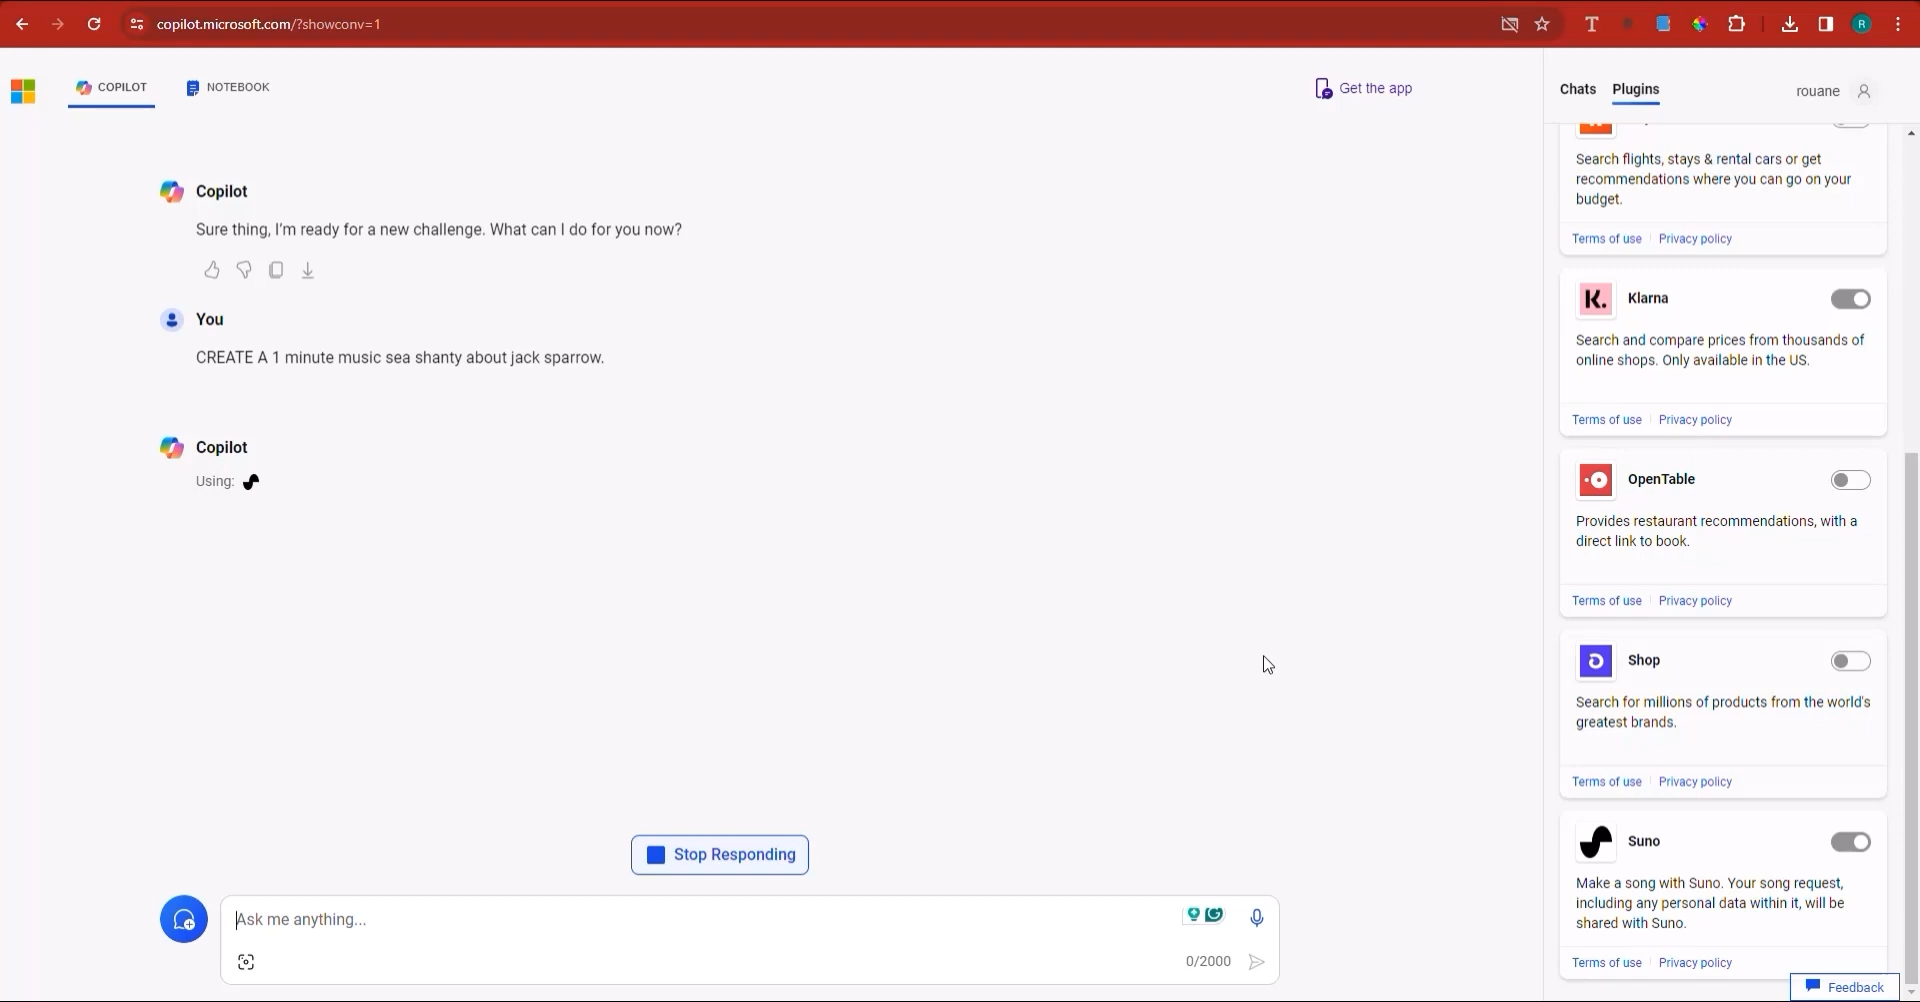 copilot.microsoft.com/?showconv=1
T
R
COPILOT
NOTEBOOK
Get the app
Chats
Plugins
rouane
Copilot
Sure thing, I'm ready for a new challenge. What can I do for you now?
You
CREATE A 1 minute music sea shanty about jack sparrow.
Copilot
Using:
Stop Responding
Ask me anything...
0/2000
Search flights, stays & rental cars or get
recommendations where you can go on your
budget.
Terms of use
Privacy policy
K.
Klarna
Search and compare prices from thousands of
online shops. Only available in the US.
Terms of use
Privacy policy
OpenTable
Provides restaurant recommendations, with a
direct link to book.
Terms of use
Privacy policy
Shop
Search for millions of products from the world's
greatest brands.
Terms of use
Privacy policy
Suno
Make a song with Suno. Your song request,
including any personal data within it, will be
shared with Suno.
Terms of use
Privacy policy
Feedback